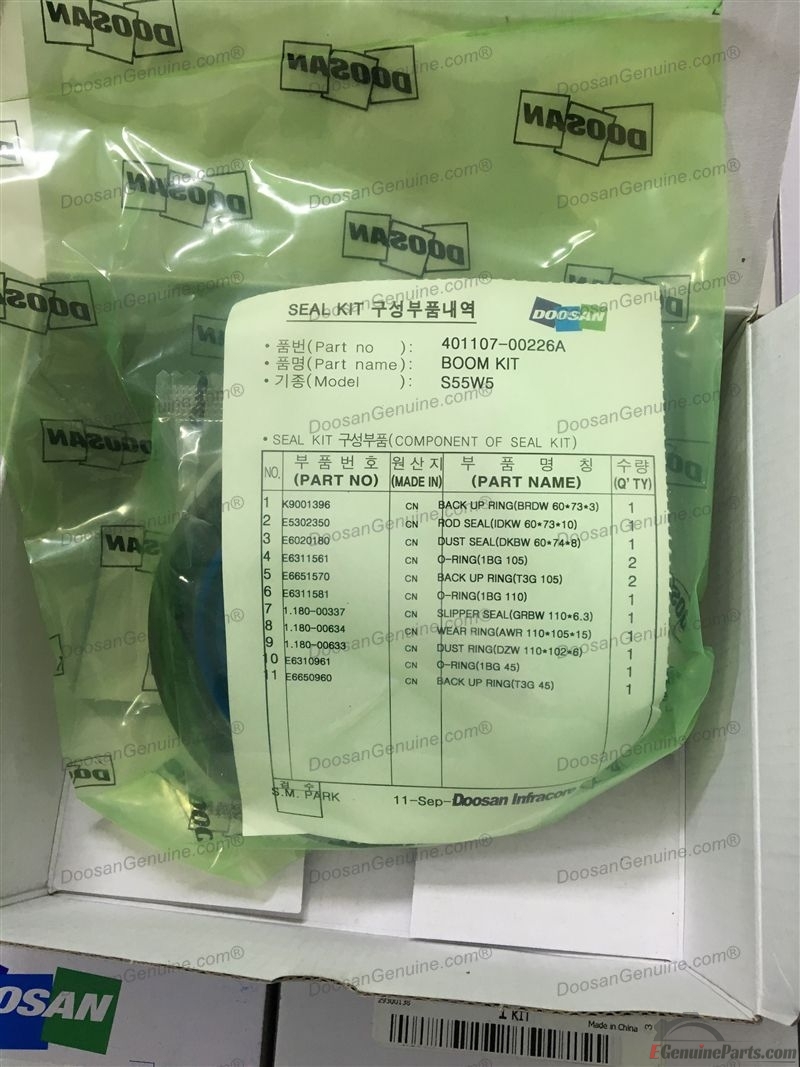 DOOSAN
DOOSAN
DOOSAN
DOOSAN
DOOSAN
DoosanGenuine.com®
SEAL KIT 구성부품내역
DOOSAN
• 품번(Part no ): 401107-00226A
• 품명(Part name): BOOM KIT
• 기종(Model ): S55W5
• SEAL KIT 구성부품(COMPONENT OF SEAL KIT)
NO. 부 품 번 호 (PART NO) 원산지 (MADE IN) 부 품 명 칭 (PART NAME) 수량 (Q'TY)
1 K9001396 CN BACK UP RING(BRDW 60*73*3) 1
2 E5302350 CN ROD SEAL(IDKW 60*73*10) 1
3 E6020180 CN DUST SEAL(DKBW 60*74*8) 1
4 E6311561 CN O-RING(1BG 105) 2
5 E6651570 CN BACK UP RING(T3G 105) 2
6 E6311581 CN O-RING(1BG 110) 1
7 1.180-00337 CN SLIPPER SEAL(GRBW 110*6.3) 1
8 1.180-00634 CN WEAR RING(AWR 110*105*15) 1
9 1.180-00633 CN DUST RING(DZW 110*102*6) 1
10 E6310961 CN O-RING(1BG 45) 1
11 E6650960 CN BACK UP RING(T3G 45) 1
검 수
S.M. PARK 11-Sep- Doosan Infracore
OSAN
29300138
KIT
Made in China 3
EGenuineParts.com